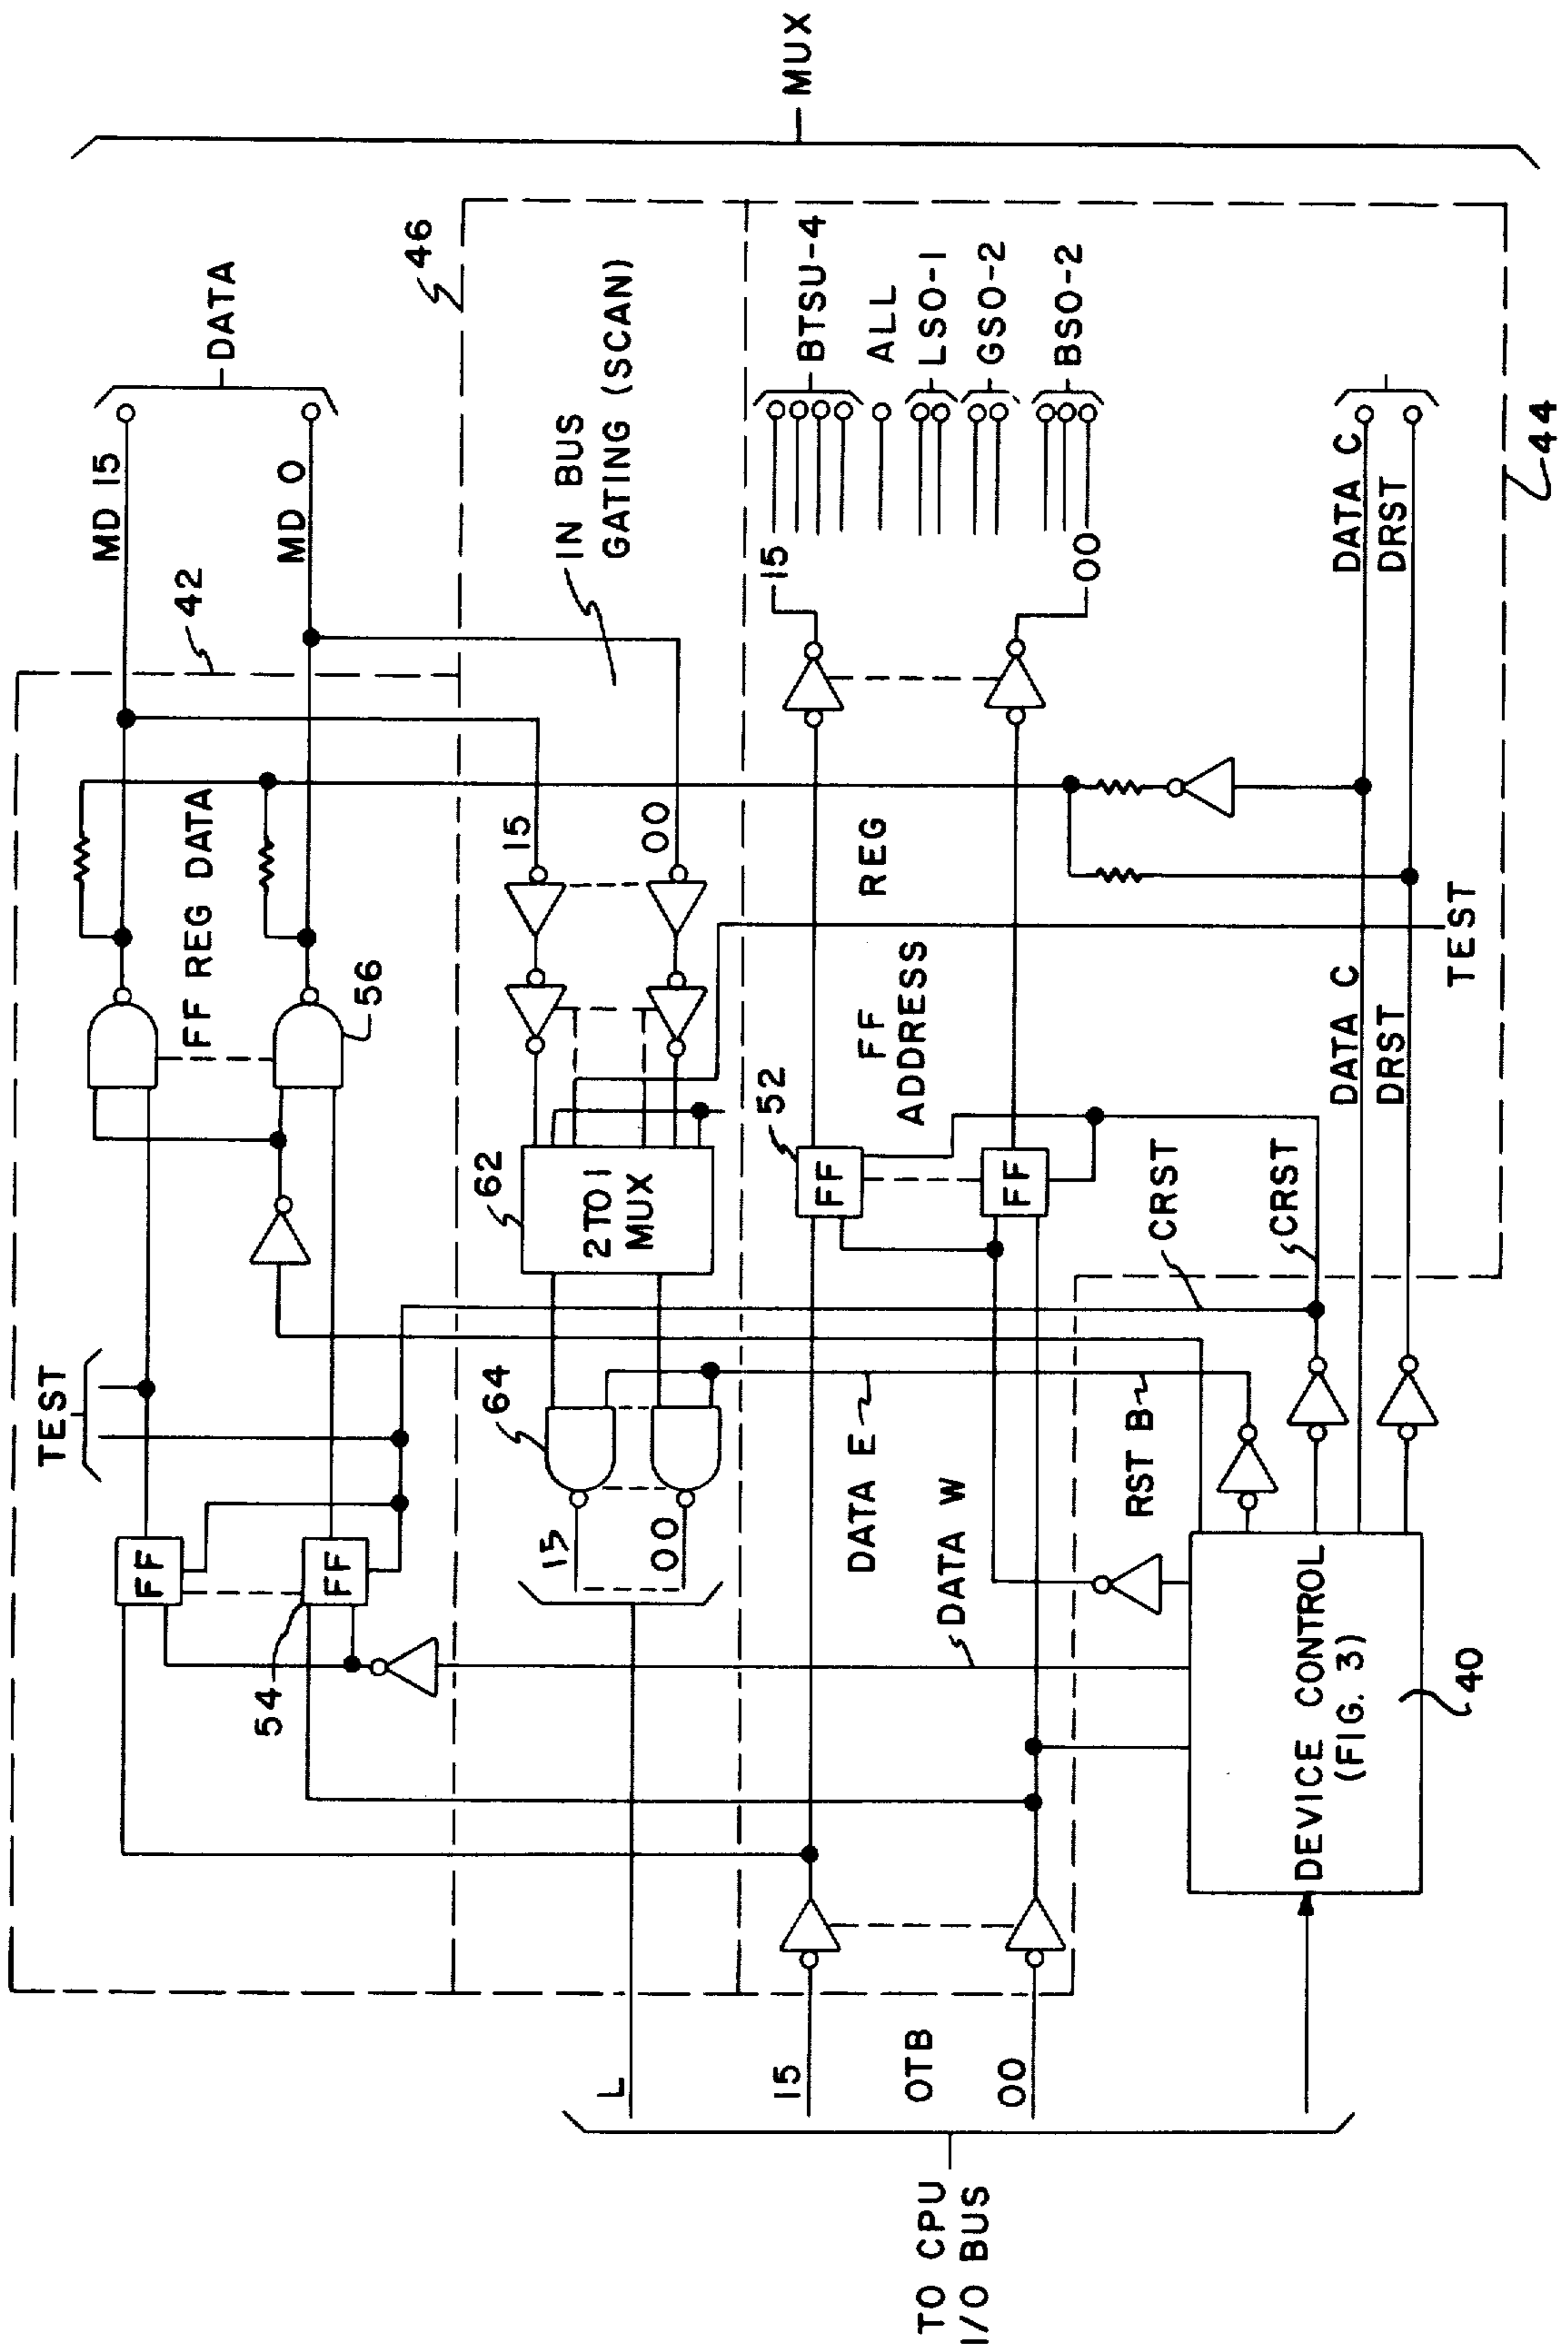 MUX
DATA
46
MD 15
MD 0
42
IN BUS
GATING (SCAN)
BTSU-4
ALL
LSO-1
GSO-2
BSO-2
15
00
DATA C
DRST
44
FF REG DATA
56
15
00
REG
FF
ADDRESS
TEST
DATA C
DRST
62
2 TO 1
MUX
52
FF
FF
CRST
CRST
TEST
64
15
00
DATA E
DATA W
RST B
FF
FF
54
DEVICE CONTROL
(FIG. 3)
40
L
15
OTB
00
TO CPU
I/O BUS